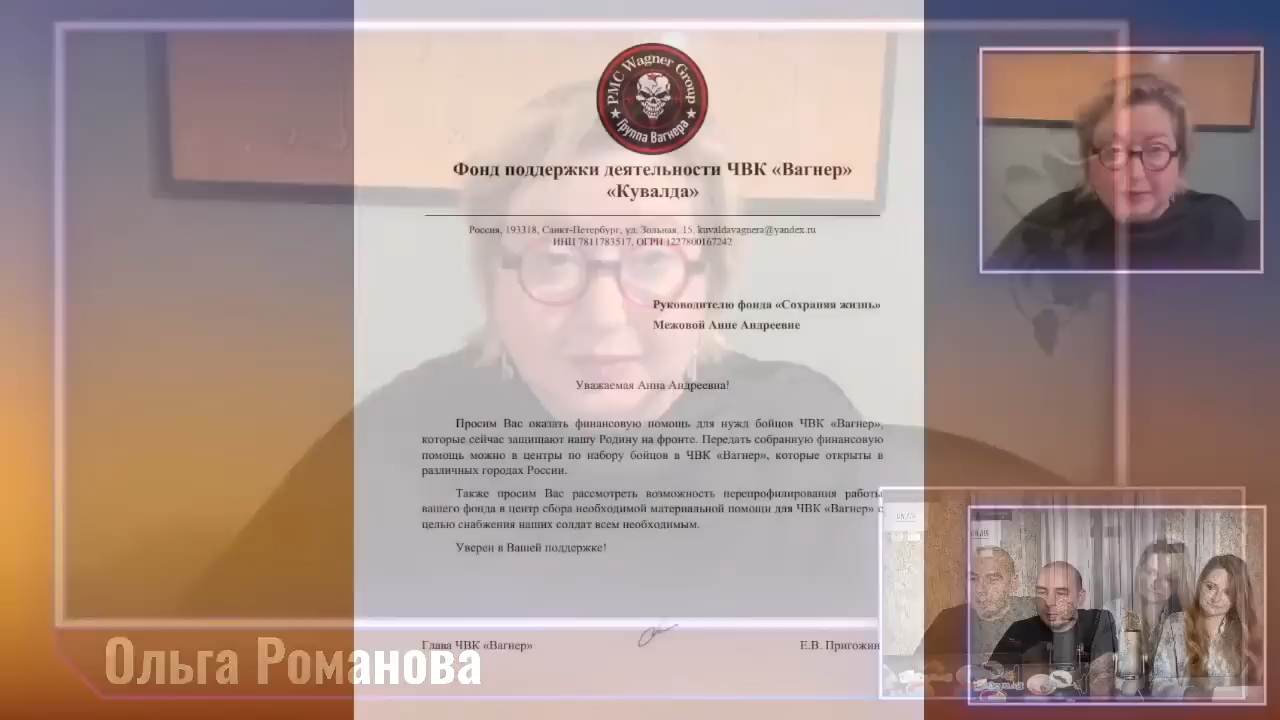 PMC Wagner Group
Группа Вагнера
Фонд поддержки деятельности ЧВК «Вагнер»
«Кувалда»
Россия, 193318, Санкт-Петербург, ул. Зольная. 15, kuvaldavagnera@yandex.ru
ИНН 7811783517, ОГРН 1227800167242
Руководителю фонда «Сохраняя жизнь»
Межовой Анне Андреевне
Уважаемая Анна Андреевна!
Просим Вас оказать финансовую помощь для нужд бойцов ЧВК «Вагнер»,
которые сейчас защищают нашу Родину на фронте. Передать собранную финансовую
помощь можно в центры по набору бойцов в ЧВК «Вагнер», которые открыты в
различных городах России.
Также просим Вас рассмотреть возможность перепрофилирования работы
вашего фонда в центр сбора необходимой материальной помощи для ЧВК «Вагнер» с
целью снабжения наших солдат всем необходимым.
Уверен в Вашей поддержке!
Глава ЧВК «Вагнер»
Е.В. Пригожин
Ольга Романова